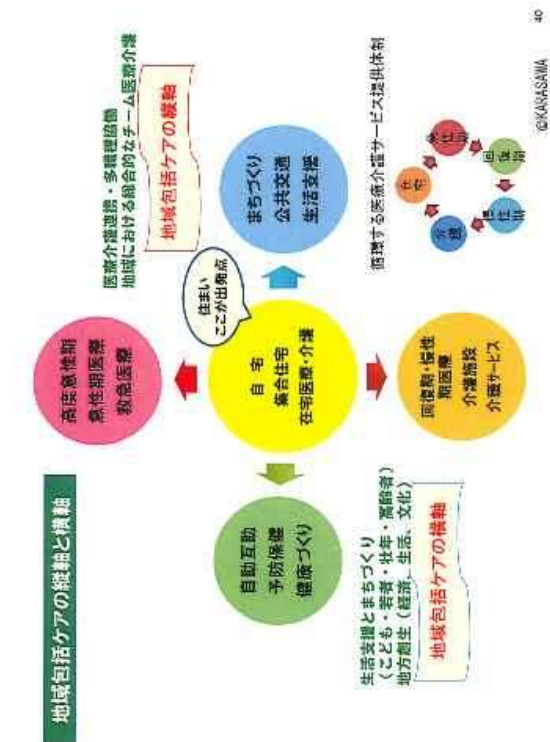 地域包括ケアの縦軸と横軸
医療介護連携・多職種協働
地域における総合的なチーム医療介護
地域包括ケアの縦軸
高度急性期
急性期医療
救急医療
住まい
ここが出発点
自助互助
予防保健
健康づくり
自宅
集合住宅
在宅医療・介護
まちづくり
公共交通
生活支援
回復期・慢性
期医療
介護施設
介護サービス
生活支援とまちづくり
(こども・若者・壮年・高齢者)
地方創生(経済、生活、文化)
地域包括ケアの横軸
循環する医療介護サービス提供体制
在宅
急性期
回復期
慢性期
介護
©KARASAWA
40